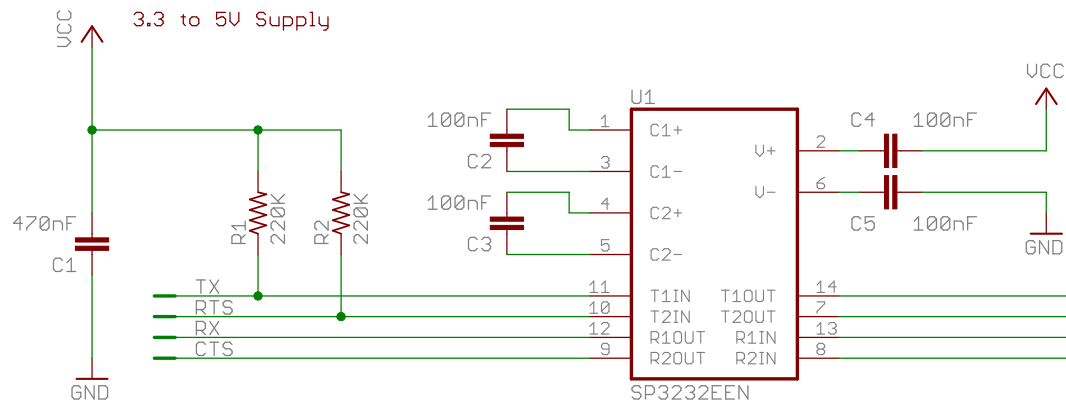 3.3 to 5V Supply
VCC
VCC
U1
100nF
1
C1+
C2
3
C1-
100nF
4
C2+
C3
5
C2-
V+
2
C4
100nF
V-
6
C5
100nF
GND
R1
220K
R2
220K
470nF
C1
TX
11
T1IN
T1OUT
14
RTS
10
T2IN
T2OUT
7
RX
12
R1OUT
R1IN
13
CTS
9
R2OUT
R2IN
8
GND
SP3232EEN